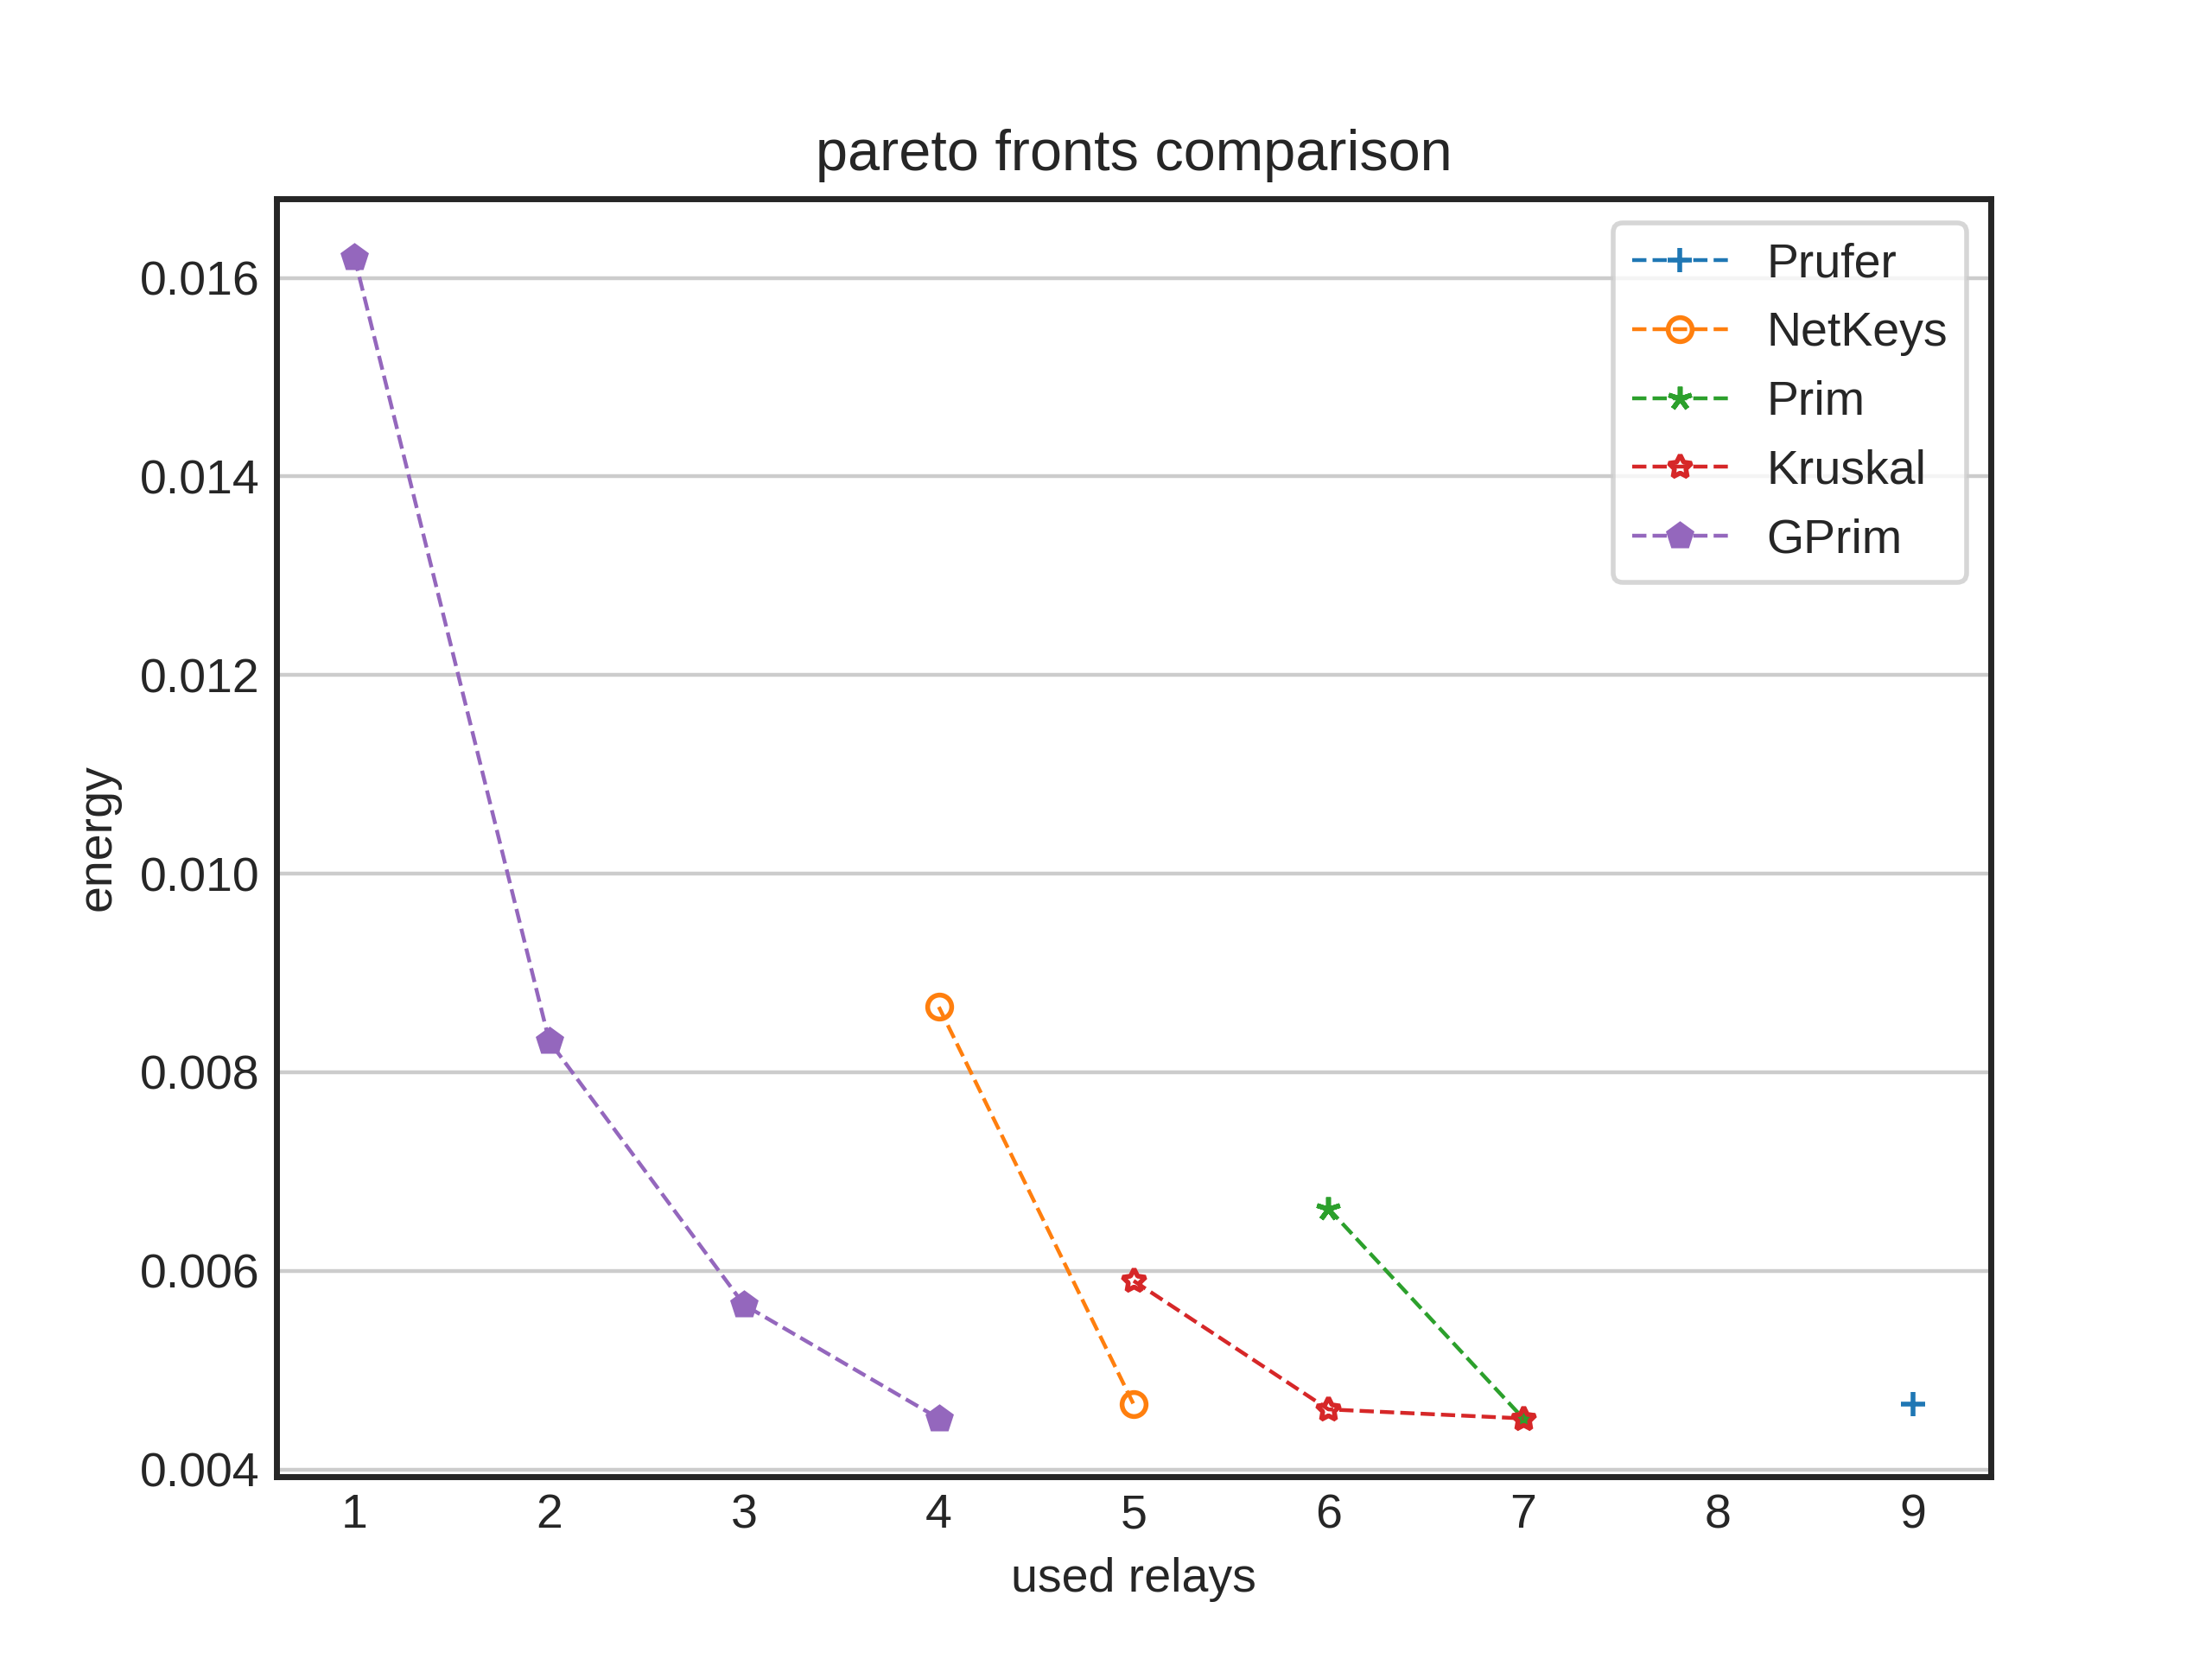 pareto fronts comparison
Prufer
NetKeys
Prim
Kruskal
GPrim
0.016
0.014
0.012
0.010
0.008
0.006
0.004
energy
1 2 3 4 5 6 7 8 9
used relays